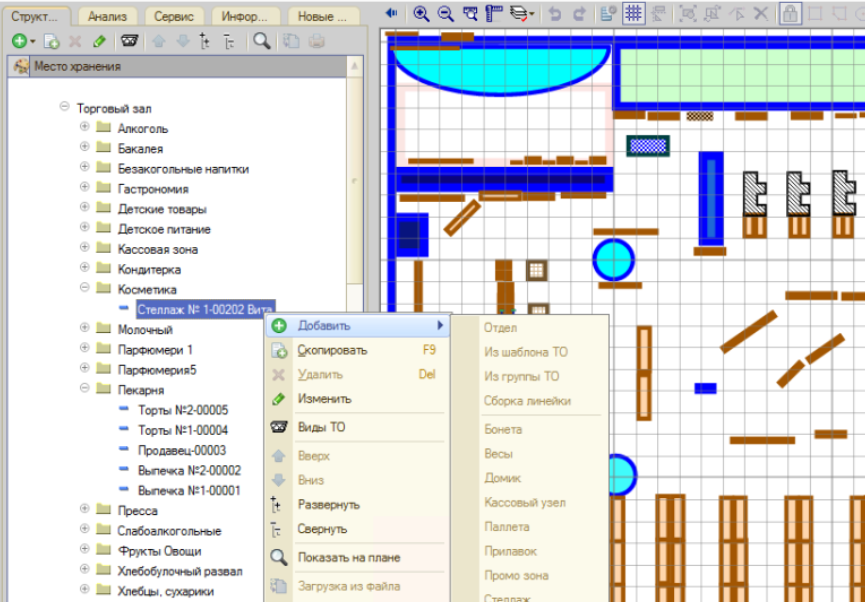 Структ...
Анализ
Сервис
Инфор...
Новые ...
Место хранения
Торговый зал
Алкоголь
Бакалея
Безакогольные напитки
Гастрономия
Детские товары
Детское питание
Кассовая зона
Кондитерка
Косметика
Стеллаж № 1-00202 Вита
Молочный
Парфюмери 1
Парфюмерия5
Пекарня
Торты №2-00005
Торты №1-00004
Продавец-00003
Выпечка №2-00002
Выпечка №1-00001
Пресса
Слабоалкогольные
Фрукты Овощи
Хлебобулочный развал
Хлебцы, сухарики
Добавить
Скопировать F9
Удалить Del
Изменить
Виды ТО
Вверх
Вниз
Развернуть
Свернуть
Показать на плане
Загрузка из файла
Отдел
Из шаблона ТО
Из группы ТО
Сборка линейки
Бонета
Весы
Домик
Кассовый узел
Паллета
Прилавок
Промо зона
Стеллаж